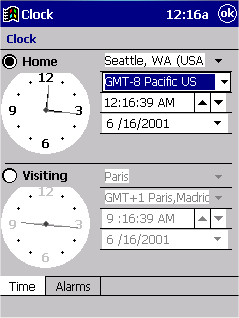 Clock 12:16a ok
Clock
Home
Seattle, WA (USA
GMT-8 Pacific US
12:16:39 AM
6 /16/2001
12
3
6
9
Visiting
Paris
GMT+1 Paris,Madrid
9 :16:39 AM
6 /16/2001
12
3
6
9
Time Alarms